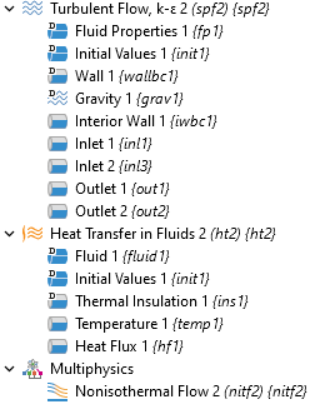 Turbulent Flow, k-ε 2 (spf2) {spf2}
Fluid Properties 1 {fp1}
Initial Values 1 {init1}
Wall 1 {wallbc1}
Gravity 1 {grav1}
Interior Wall 1 {iwbc1}
Inlet 1 {inl1}
Inlet 2 {inl3}
Outlet 1 {out1}
Outlet 2 {out2}
Heat Transfer in Fluids 2 (ht2) {ht2}
Fluid 1 {fluid1}
Initial Values 1 {init1}
Thermal Insulation 1 {ins1}
Temperature 1 {temp1}
Heat Flux 1 {hf1}
Multiphysics
Nonisothermal Flow 2 (nitf2) {nitf2}